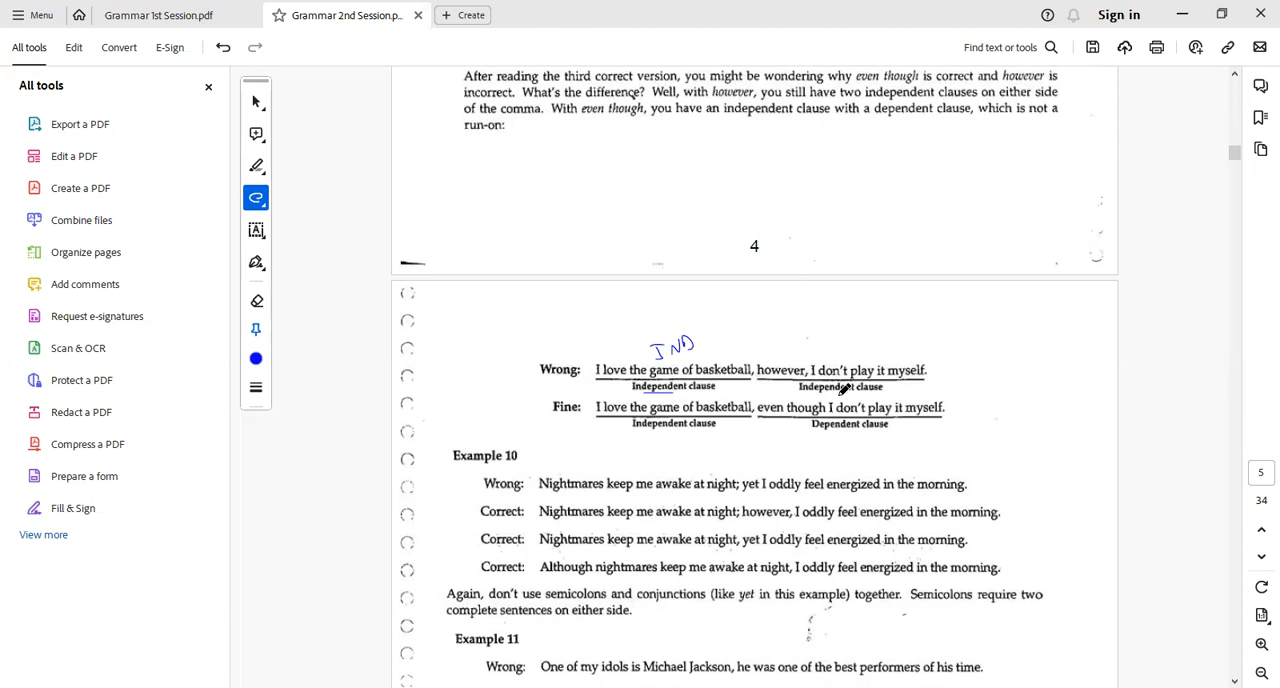 Menu
Grammar 1st Session.pdf
Grammar 2nd Session.p...
Create
Sign in
All tools
Edit
Convert
E-Sign
Find text or tools
All tools
Export a PDF
Edit a PDF
Create a PDF
Combine files
Organize pages
Add comments
Request e-signatures
Scan & OCR
Protect a PDF
Redact a PDF
Compress a PDF
Prepare a form
Fill & Sign
View more
After reading the third correct version, you might be wondering why even though is correct and however is
incorrect. What's the difference? Well, with however, you still have two independent clauses on either side
of the comma. With even though, you have an independent clause with a dependent clause, which is not a
run-on:
4
IND
Wrong: I love the game of basketball, however, I don't play it myself.
Independent clause Independent clause
Fine: I love the game of basketball, even though I don't play it myself.
Independent clause Dependent clause
Example 10
Wrong: Nightmares keep me awake at night; yet I oddly feel energized in the morning.
Correct: Nightmares keep me awake at night; however, I oddly feel energized in the morning.
Correct: Nightmares keep me awake at night, yet I oddly feel energized in the morning.
Correct: Although nightmares keep me awake at night, I oddly feel energized in the morning.
Again, don't use semicolons and conjunctions (like yet in this example) together. Semicolons require two
complete sentences on either side.
Example 11
Wrong: One of my idols is Michael Jackson, he was one of the best performers of his time.
5
34